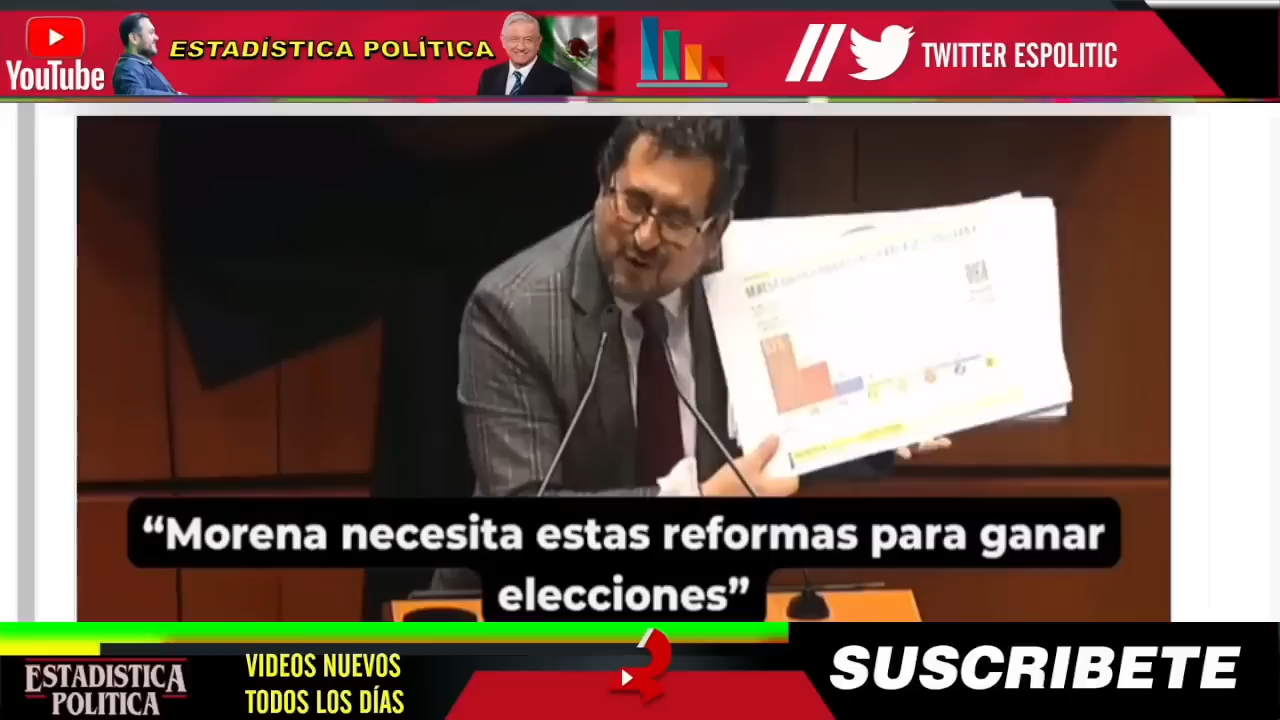 YouTube
ESTADÍSTICA POLÍTICA
TWITTER ESPOLITIC
“Morena necesita estas reformas para ganar
elecciones”
ESTADISTICA
POLITICA
VIDEOS NUEVOS
TODOS LOS DÍAS
SUSCRIBETE